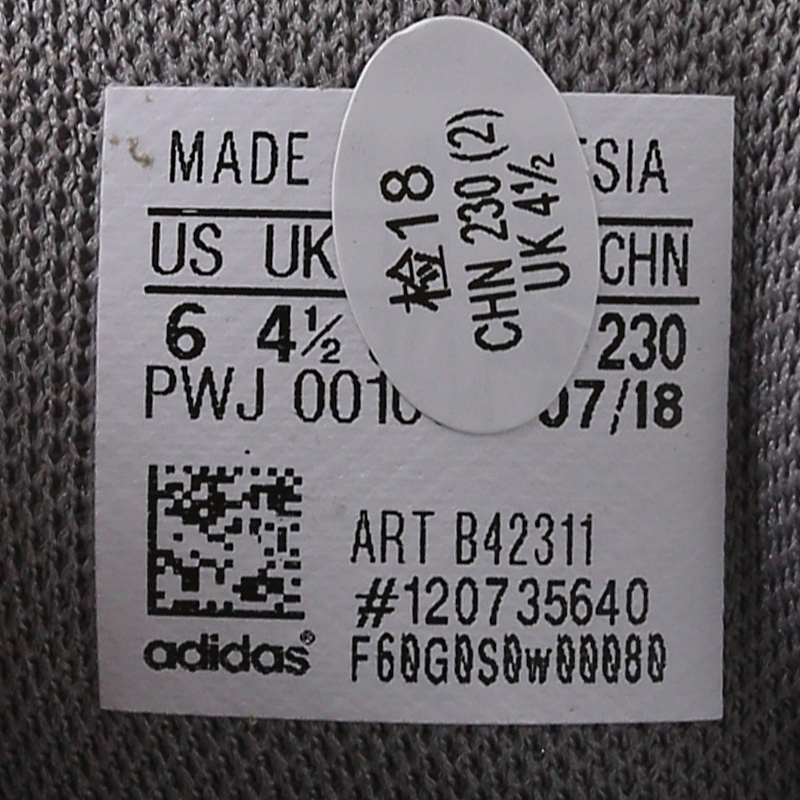 MADE
US UK CHN
6 4½ 230
PWJ 0010 07/18
检18
CHN 230 (2)
UK 4½
ART B42311
#120735640
adidas®
F60G0S0w00080